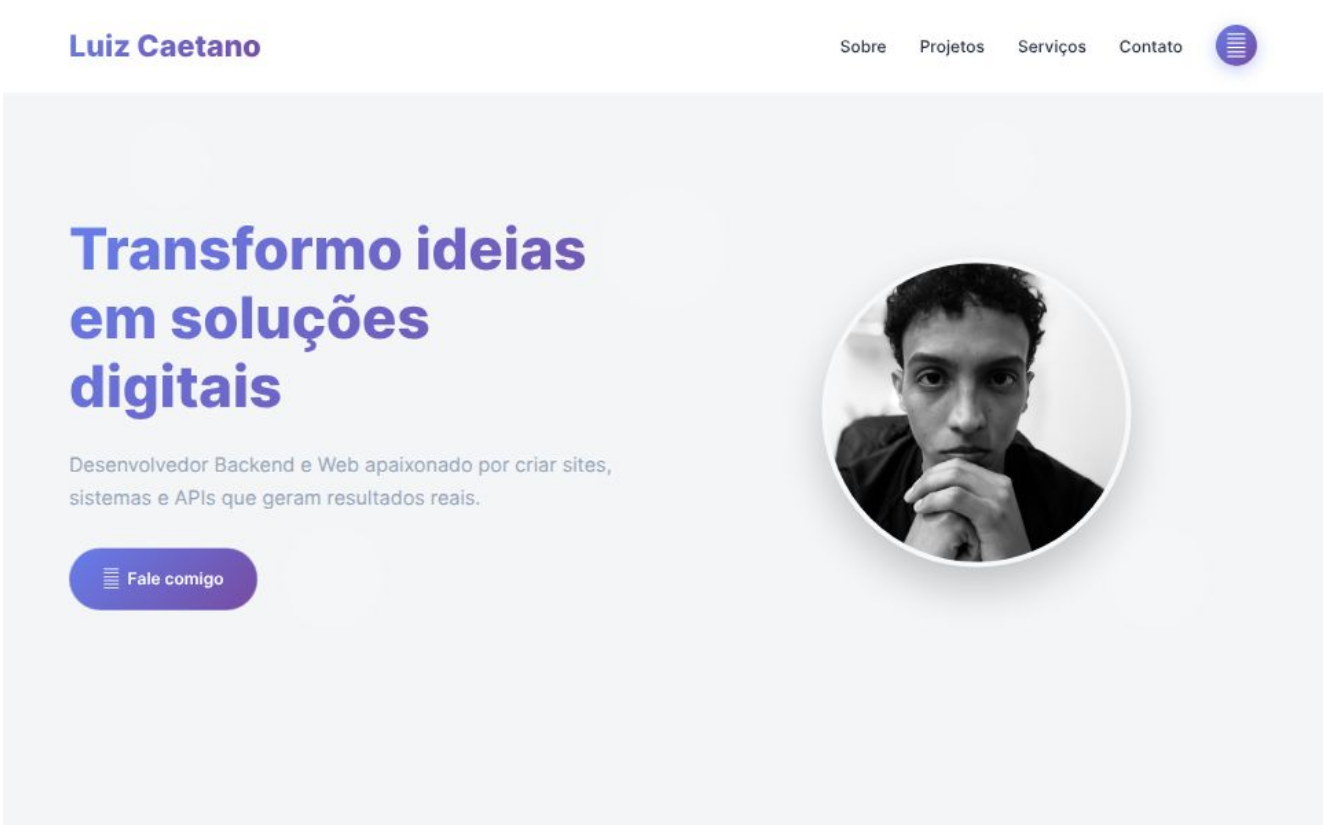 Luiz Caetano
Sobre Projetos Serviços Contato
Transformo ideias
em soluções
digitais
Desenvolvedor Backend e Web apaixonado por criar sites,
sistemas e APIs que geram resultados reais.
Fale comigo